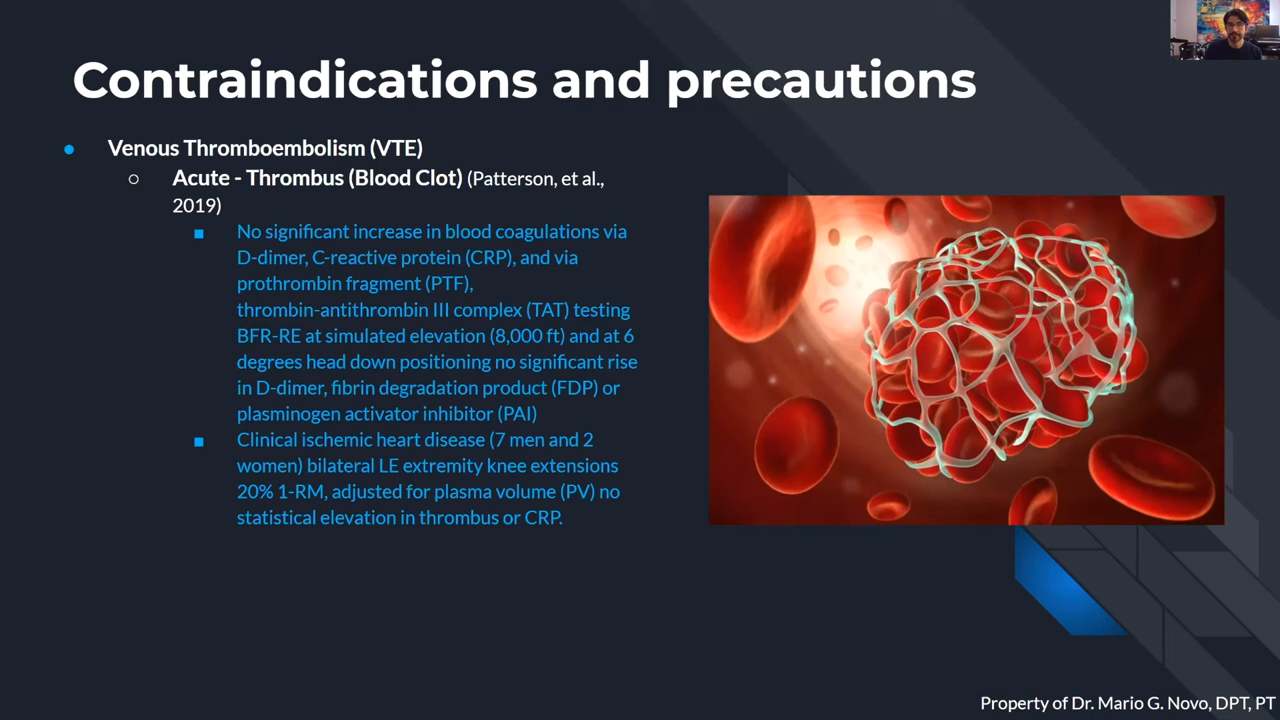 Contraindications and precautions
Venous Thromboembolism (VTE)
Acute - Thrombus (Blood Clot) (Patterson, et al.,
2019)
No significant increase in blood coagulations via
D-dimer, C-reactive protein (CRP), and via
prothrombin fragment (PTF),
thrombin-antithrombin III complex (TAT) testing
BFR-RE at simulated elevation (8,000 ft) and at 6
degrees head down positioning no significant rise
in D-dimer, fibrin degradation product (FDP) or
plasminogen activator inhibitor (PAI)
Clinical ischemic heart disease (7 men and 2
women) bilateral LE extremity knee extensions
20% 1-RM, adjusted for plasma volume (PV) no
statistical elevation in thrombus or CRP.
Property of Dr. Mario G. Novo, DPT, PT